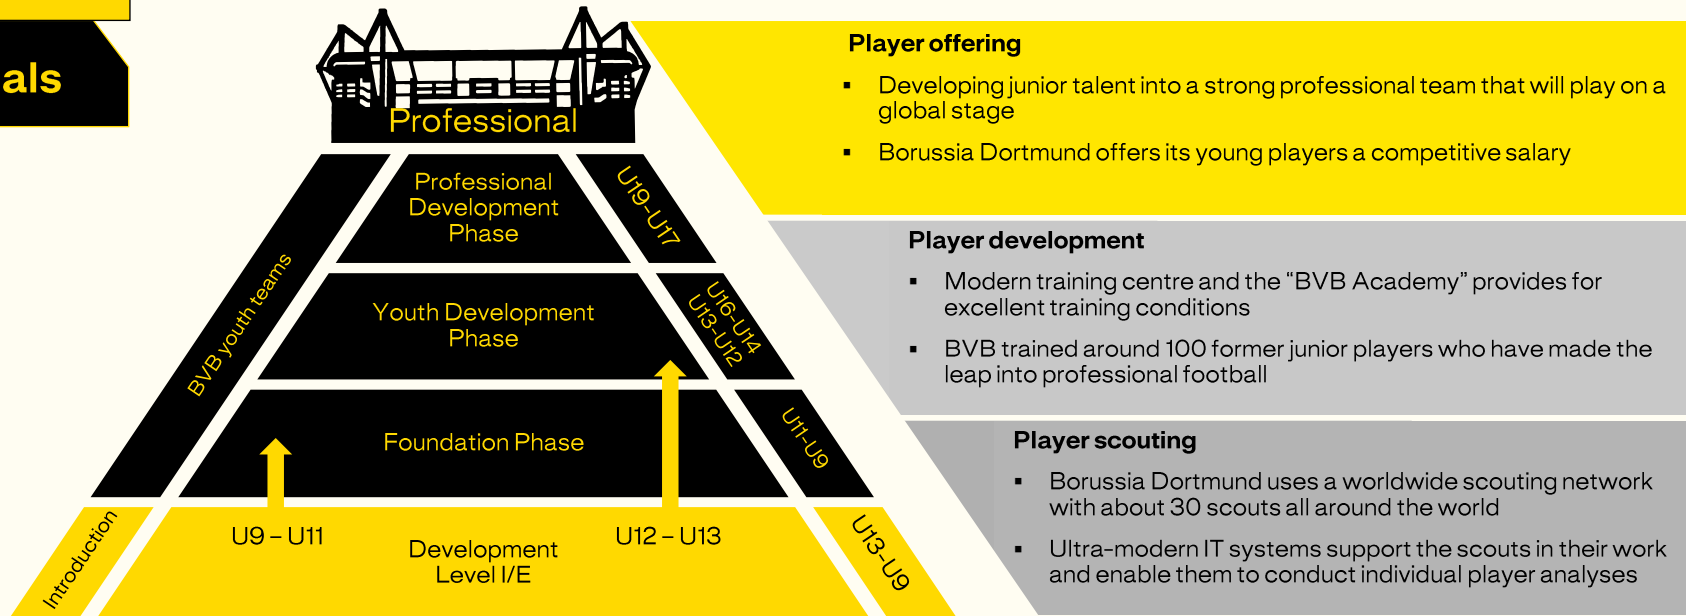 als
Professional
Professional
Development
Phase
U19-U17
BVB youth teams
Youth Development
Phase
U16-U14
U13-U12
Foundation Phase
U11-U9
Introduction
U9 – U11
Development
Level I/E
U12 – U13
U13-U9
Player offering
▪ Developing junior talent into a strong professional team that will play on a
global stage
▪ Borussia Dortmund offers its young players a competitive salary
Player development
▪ Modern training centre and the “BVB Academy” provides for
excellent training conditions
▪ BVB trained around 100 former junior players who have made the
leap into professional football
Player scouting
▪ Borussia Dortmund uses a worldwide scouting network
with about 30 scouts all around the world
▪ Ultra-modern IT systems support the scouts in their work
and enable them to conduct individual player analyses